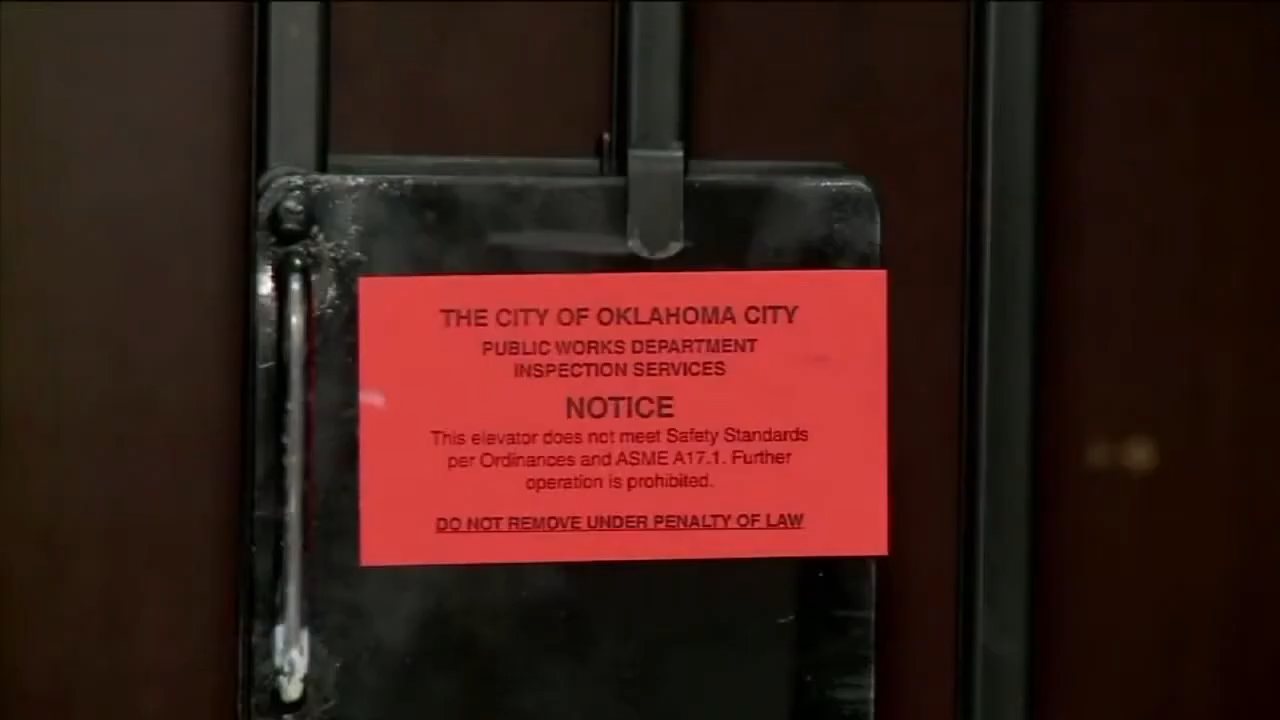 THE CITY OF OKLAHOMA CITY
PUBLIC WORKS DEPARTMENT
INSPECTION SERVICES
NOTICE
This elevator does not meet Safety Standards
per Ordinances and ASME A17.1. Further
operation is prohibited.
DO NOT REMOVE UNDER PENALTY OF LAW